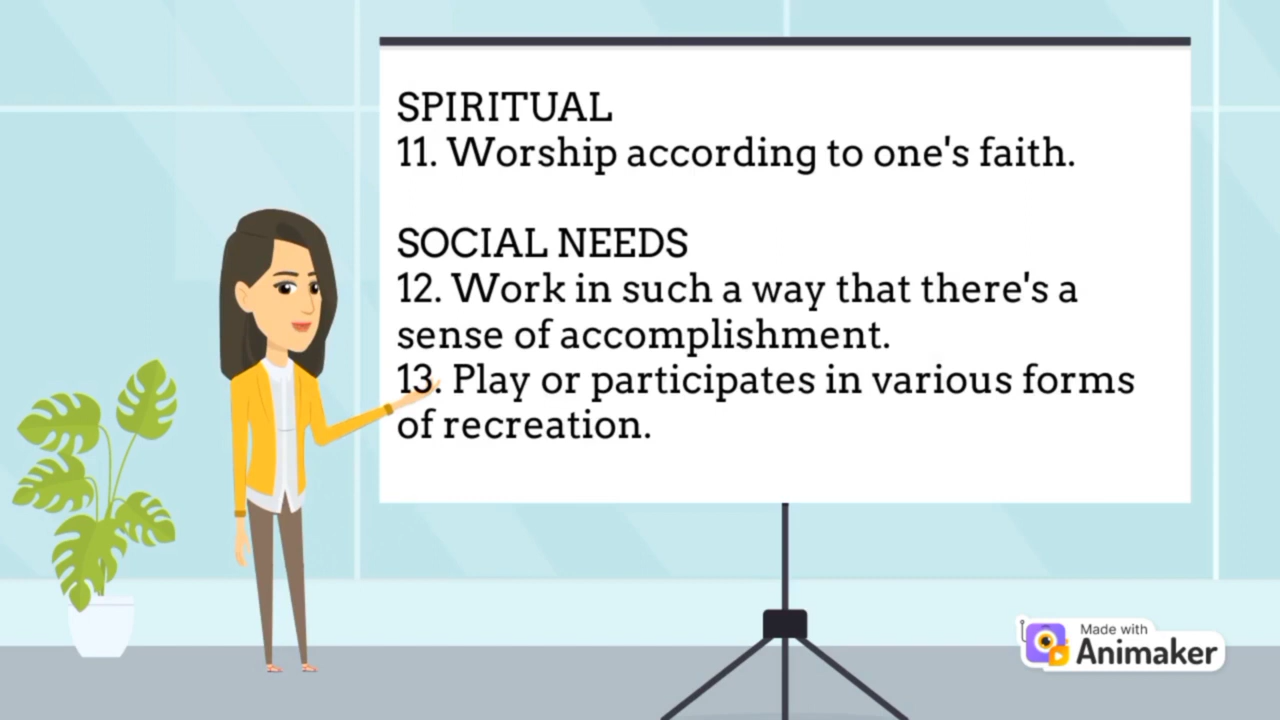 SPIRITUAL
11. Worship according to one's faith.
SOCIAL NEEDS
12. Work in such a way that there's a
sense of accomplishment.
13. Play or participates in various forms
of recreation.
Made with
Animaker